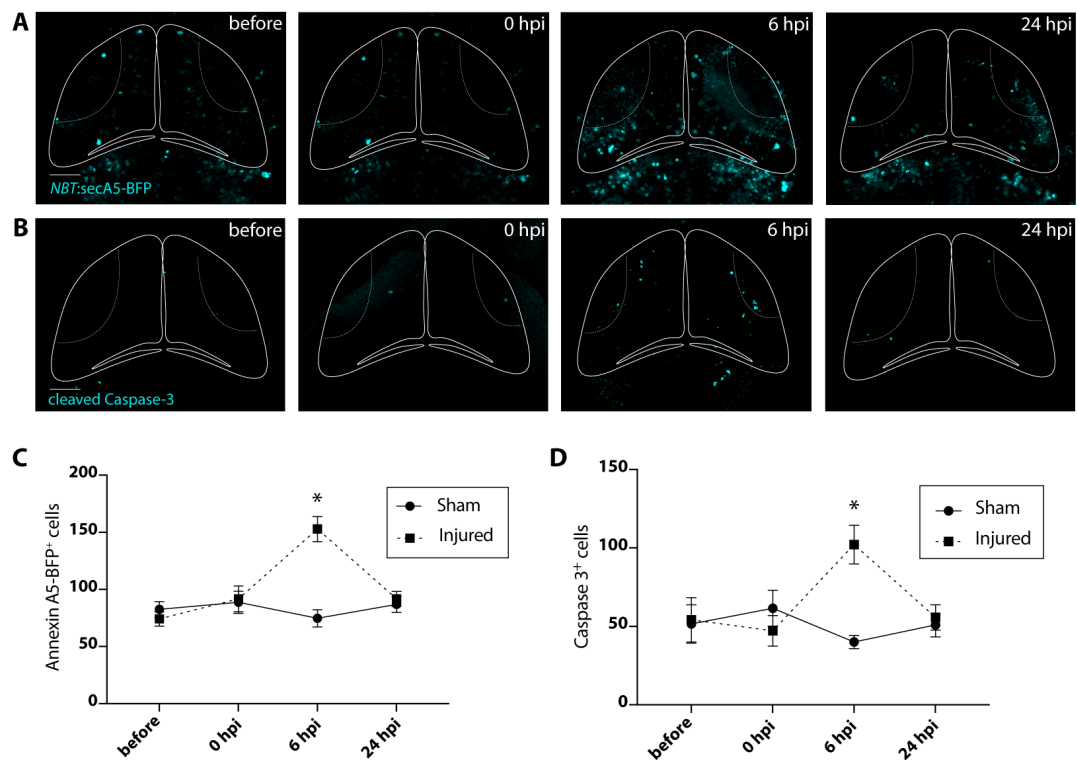 A
before
0 hpi
6 hpi
24 hpi
NBT:secA5-BFP
B
before
0 hpi
6 hpi
24 hpi
cleaved Caspase-3
C
Annexin A5-BFP⁺ cells
200
150
100
50
0
*
Sham
Injured
before
0 hpi
6 hpi
24 hpi
D
Caspase 3⁺ cells
150
100
50
0
*
Sham
Injured
before
0 hpi
6 hpi
24 hpi